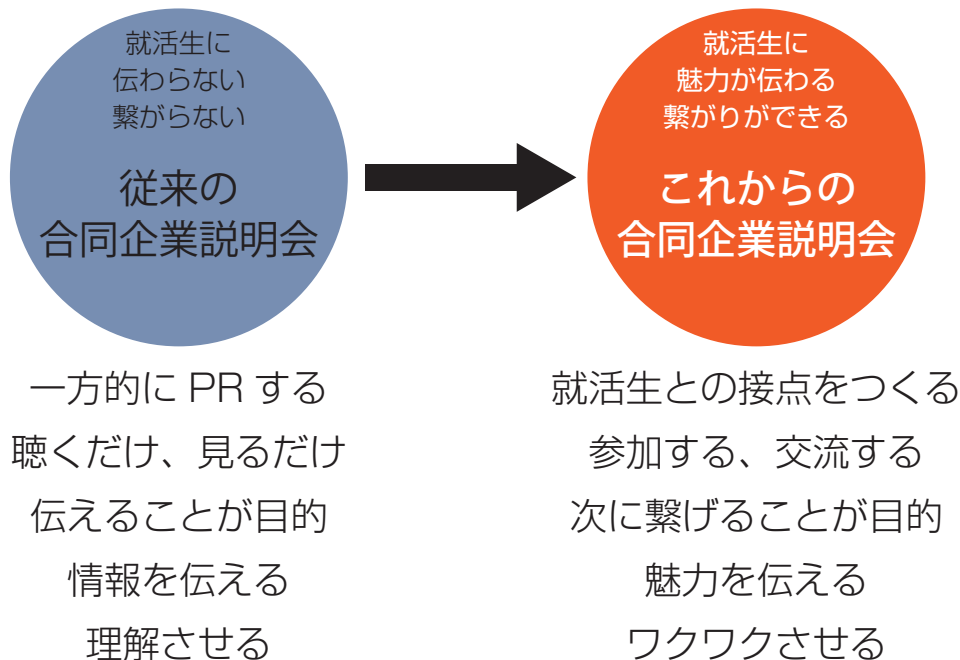 就活生に
伝わらない
繋がらない
従来の
合同企業説明会
就活生に
魅力が伝わる
繋がりができる
これからの
合同企業説明会
一方的に PR する
聴くだけ、見るだけ
伝えることが目的
情報を伝える
理解させる
就活生との接点をつくる
参加する、交流する
次に繋げることが目的
魅力を伝える
ワクワクさせる